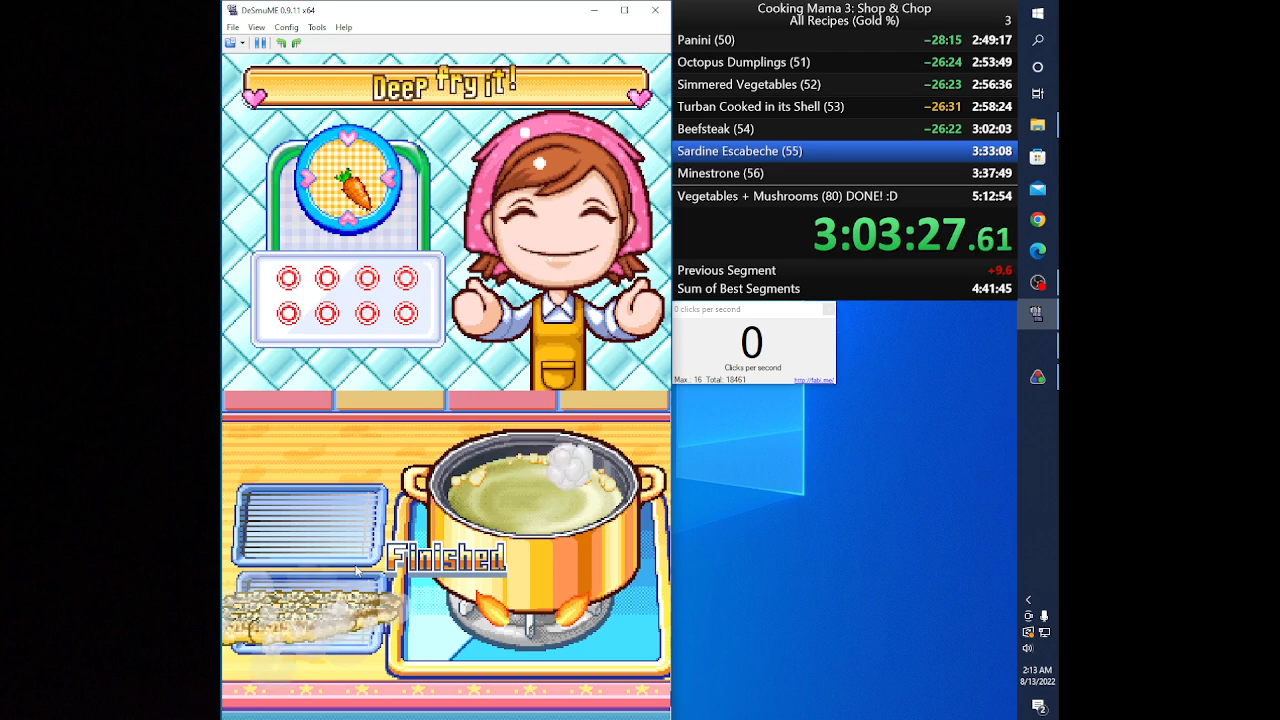 DeSmuME 0.9.11 x64
File View Config Tools Help
Deep fry it!
Finished
Cooking Mama 3: Shop & Chop
All Recipes (Gold %) 3
Panini (50) −28:15 2:49:17
Octopus Dumplings (51) −26:24 2:53:49
Simmered Vegetables (52) −26:23 2:56:36
Turban Cooked in its Shell (53) −26:31 2:58:24
Beefsteak (54) −26:22 3:02:03
Sardine Escabeche (55) 3:33:08
Minestrone (56) 3:37:49
Vegetables + Mushrooms (80) DONE! :D 5:12:54
3:03:27.61
Previous Segment +9.6
Sum of Best Segments 4:41:45
0 clicks per second
0
Clicks per second
Max.: 16 Total: 18461 http://fabi.me/
2:13 AM
8/13/2022
2